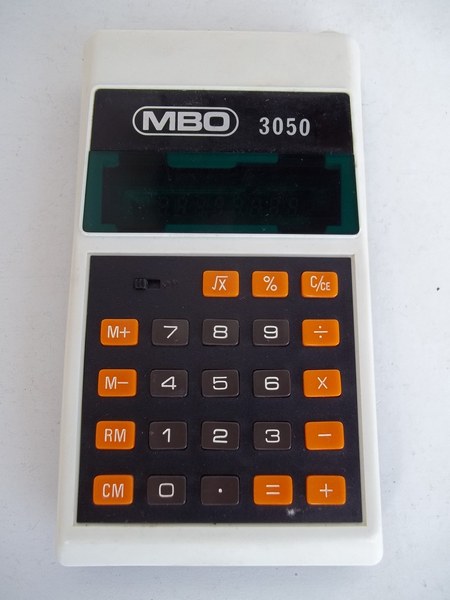 MBO 3050
√X % C/CE
M+ 7 8 9 ÷
M− 4 5 6 X
RM 1 2 3 −
CM 0 . = +